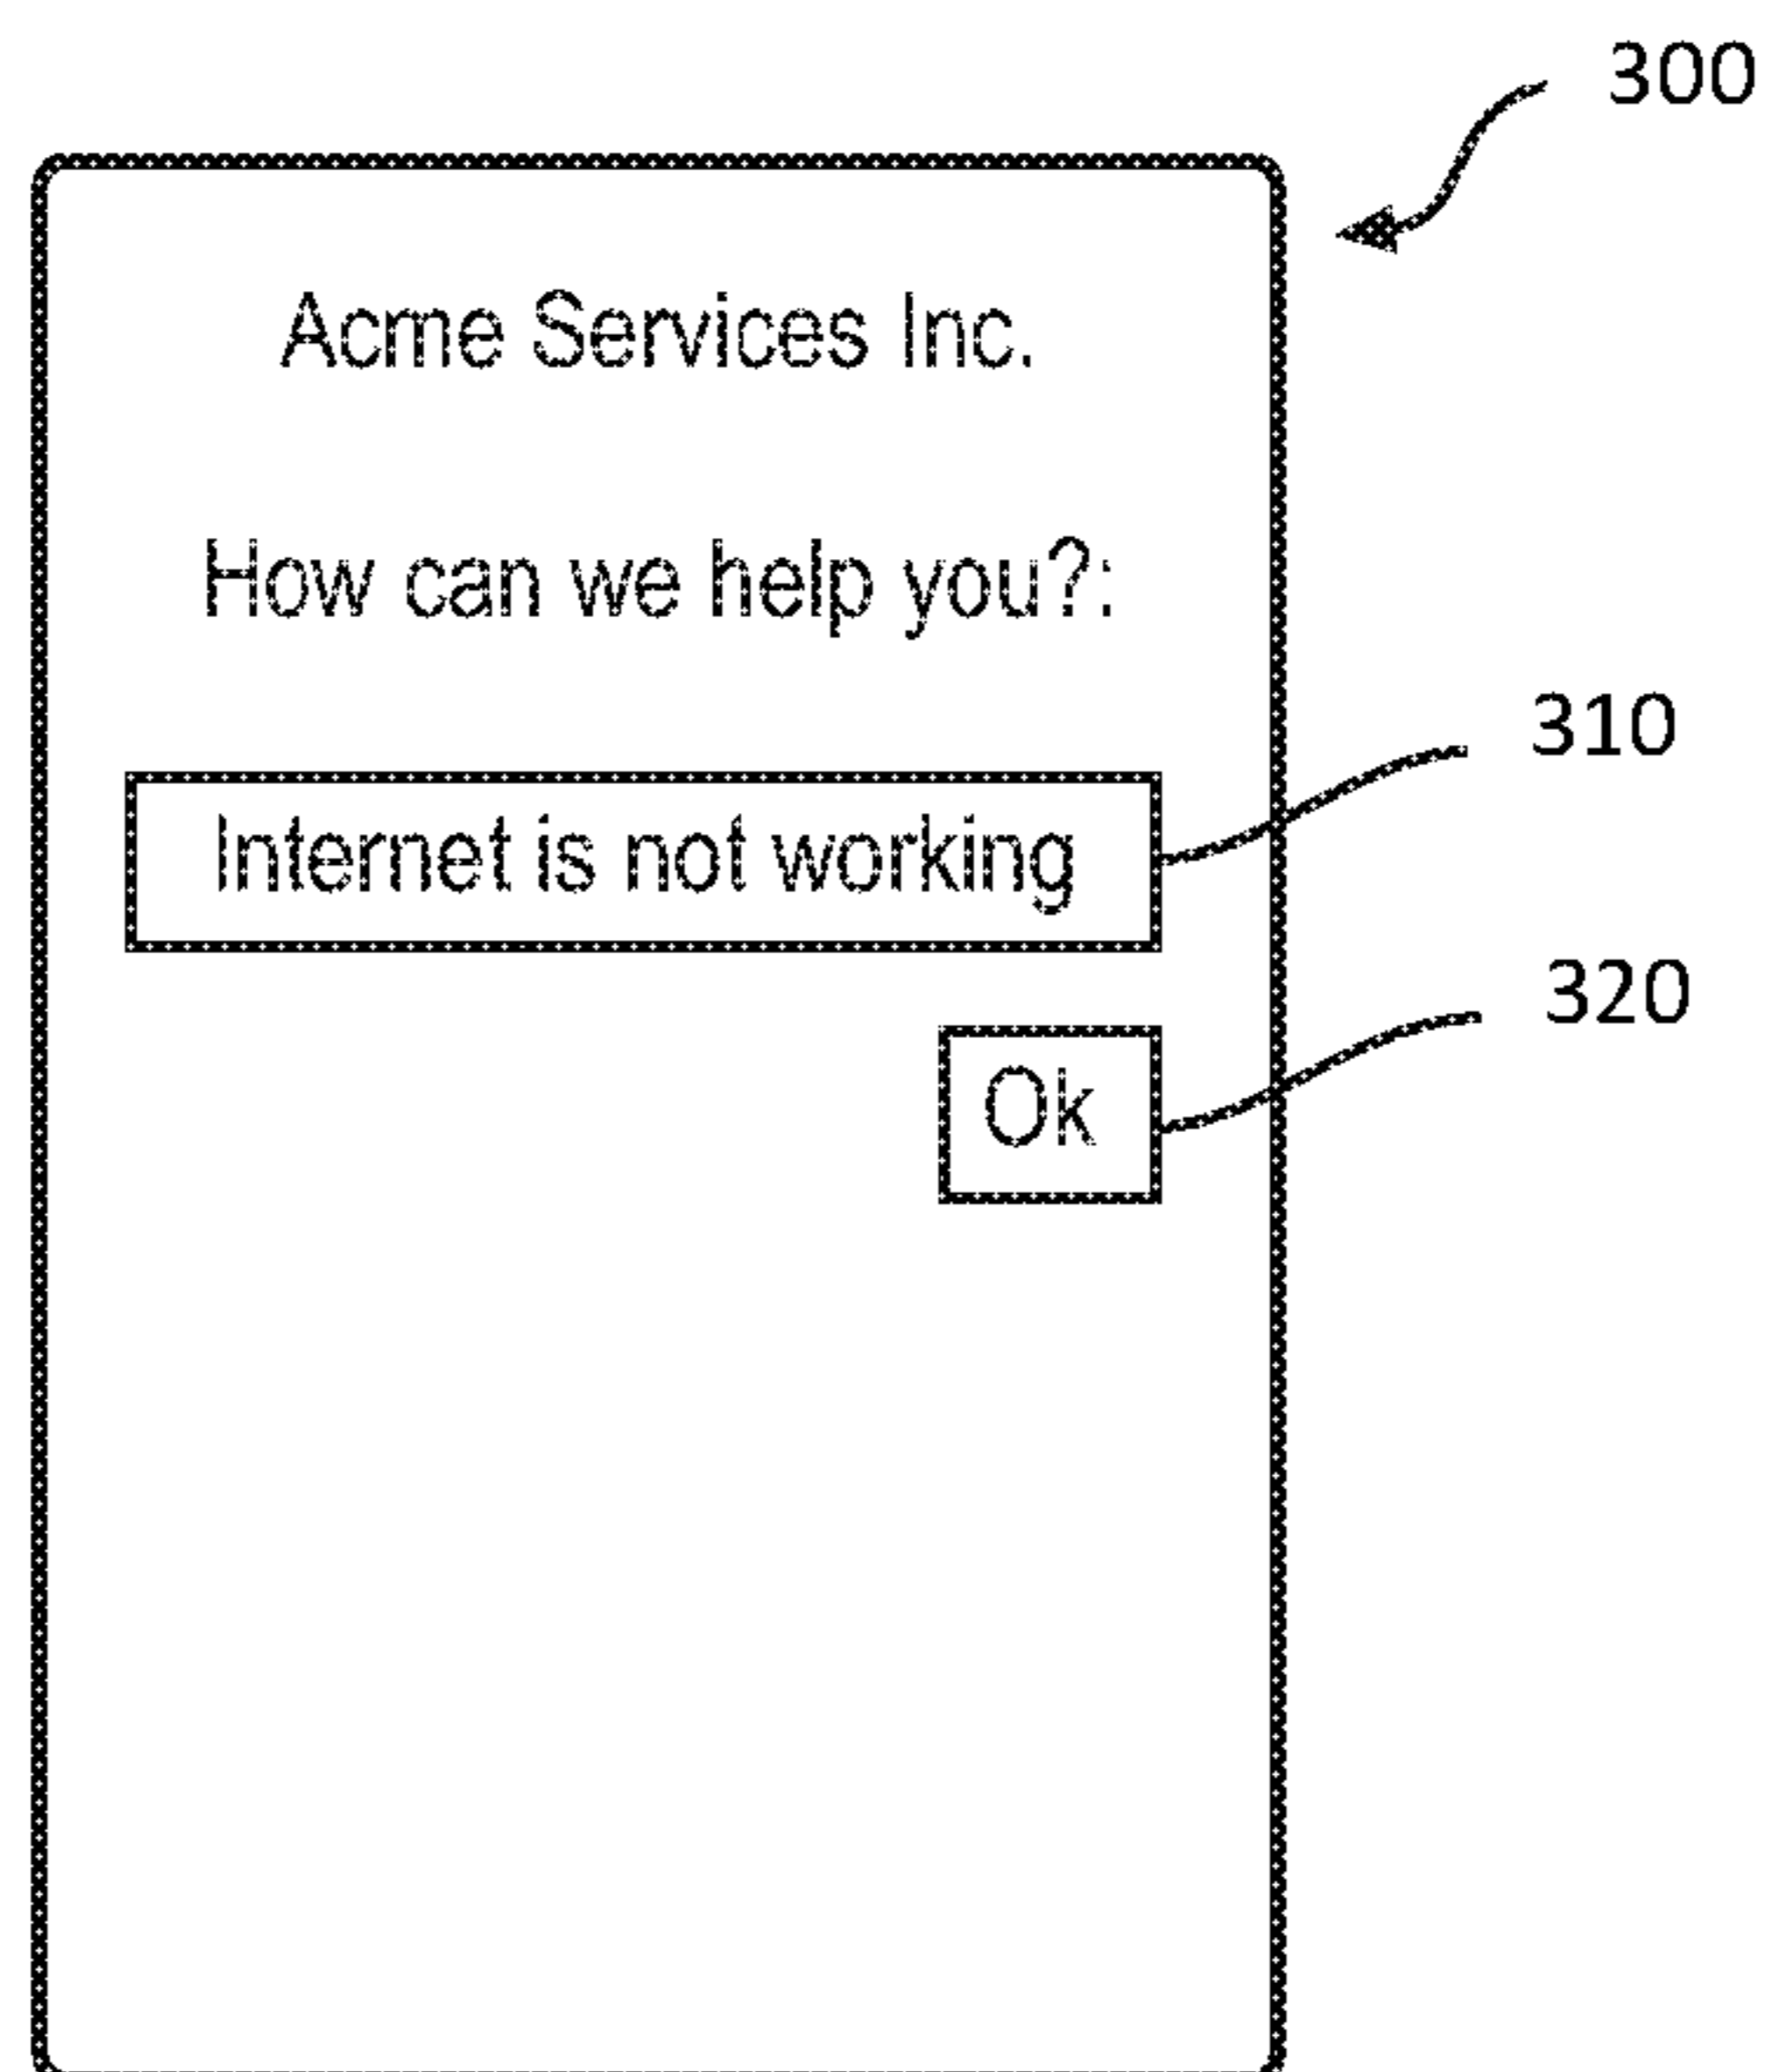 300
Acme Services Inc.
How can we help you?:
310
Internet is not working
320
Ok